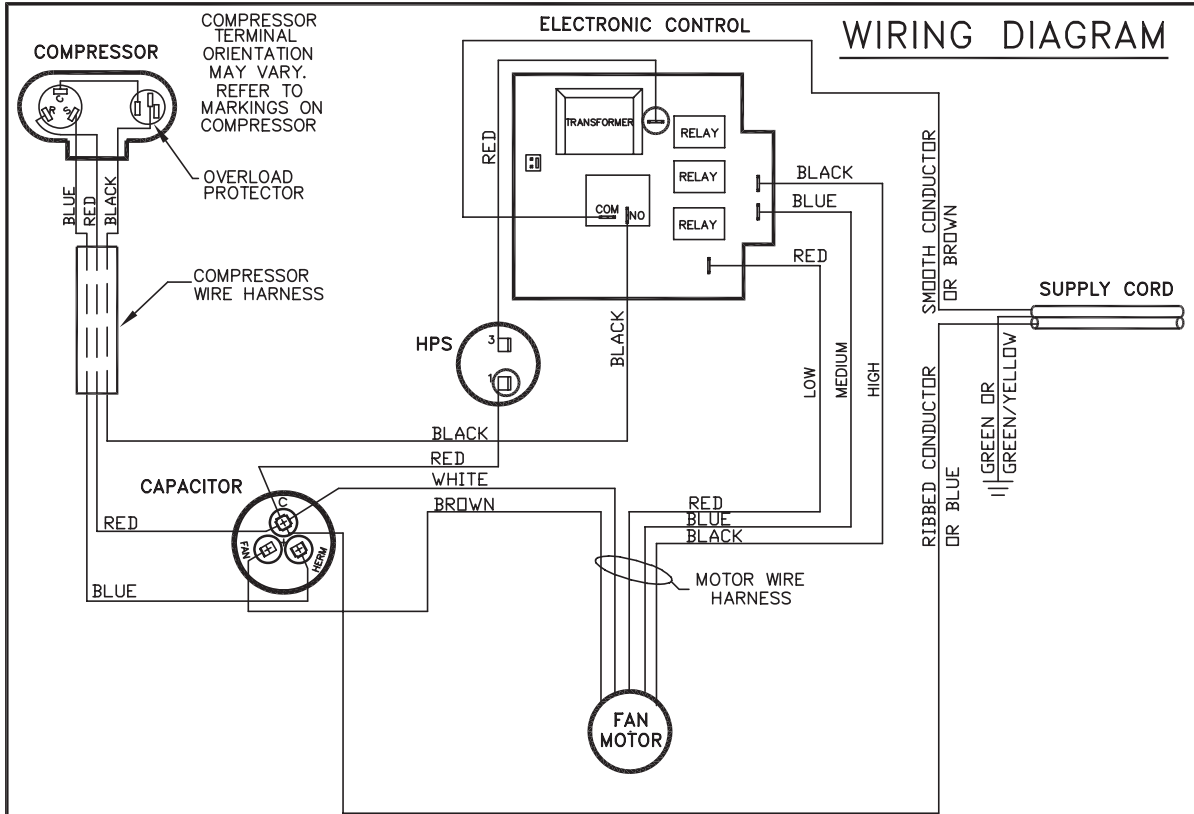 WIRING DIAGRAM
COMPRESSOR
COMPRESSOR
TERMINAL
ORIENTATION
MAY VARY.
REFER TO
MARKINGS ON
COMPRESSOR
C
R
S
OVERLOAD
PROTECTOR
BLUE
RED
BLACK
COMPRESSOR
WIRE HARNESS
ELECTRONIC CONTROL
RED
TRANSFORMER
RELAY
RELAY
RELAY
COM
NO
BLACK
BLUE
RED
BLACK
LOW
MEDIUM
HIGH
SMOOTH CONDUCTOR
OR BROWN
SUPPLY CORD
GREEN OR
GREEN/YELLOW
RIBBED CONDUCTOR
OR BLUE
HPS
3
1
BLACK
RED
WHITE
BROWN
CAPACITOR
C
FAN
HERM
RED
BLUE
RED
BLUE
BLACK
MOTOR WIRE
HARNESS
FAN
MOTOR